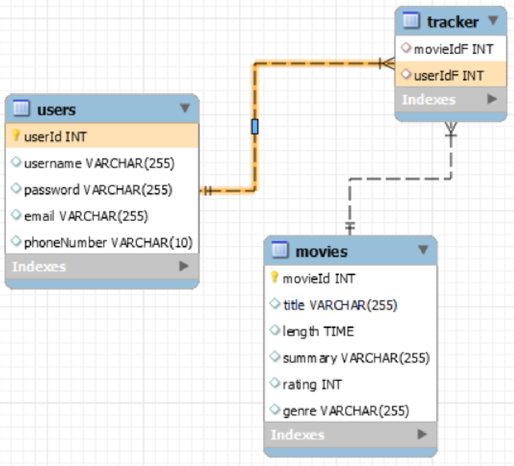 tracker
movieIdF INT
userIdF INT
Indexes
users
userId INT
username VARCHAR(255)
password VARCHAR(255)
email VARCHAR(255)
phoneNumber VARCHAR(10)
Indexes
movies
movieId INT
title VARCHAR(255)
length TIME
summary VARCHAR(255)
rating INT
genre VARCHAR(255)
Indexes